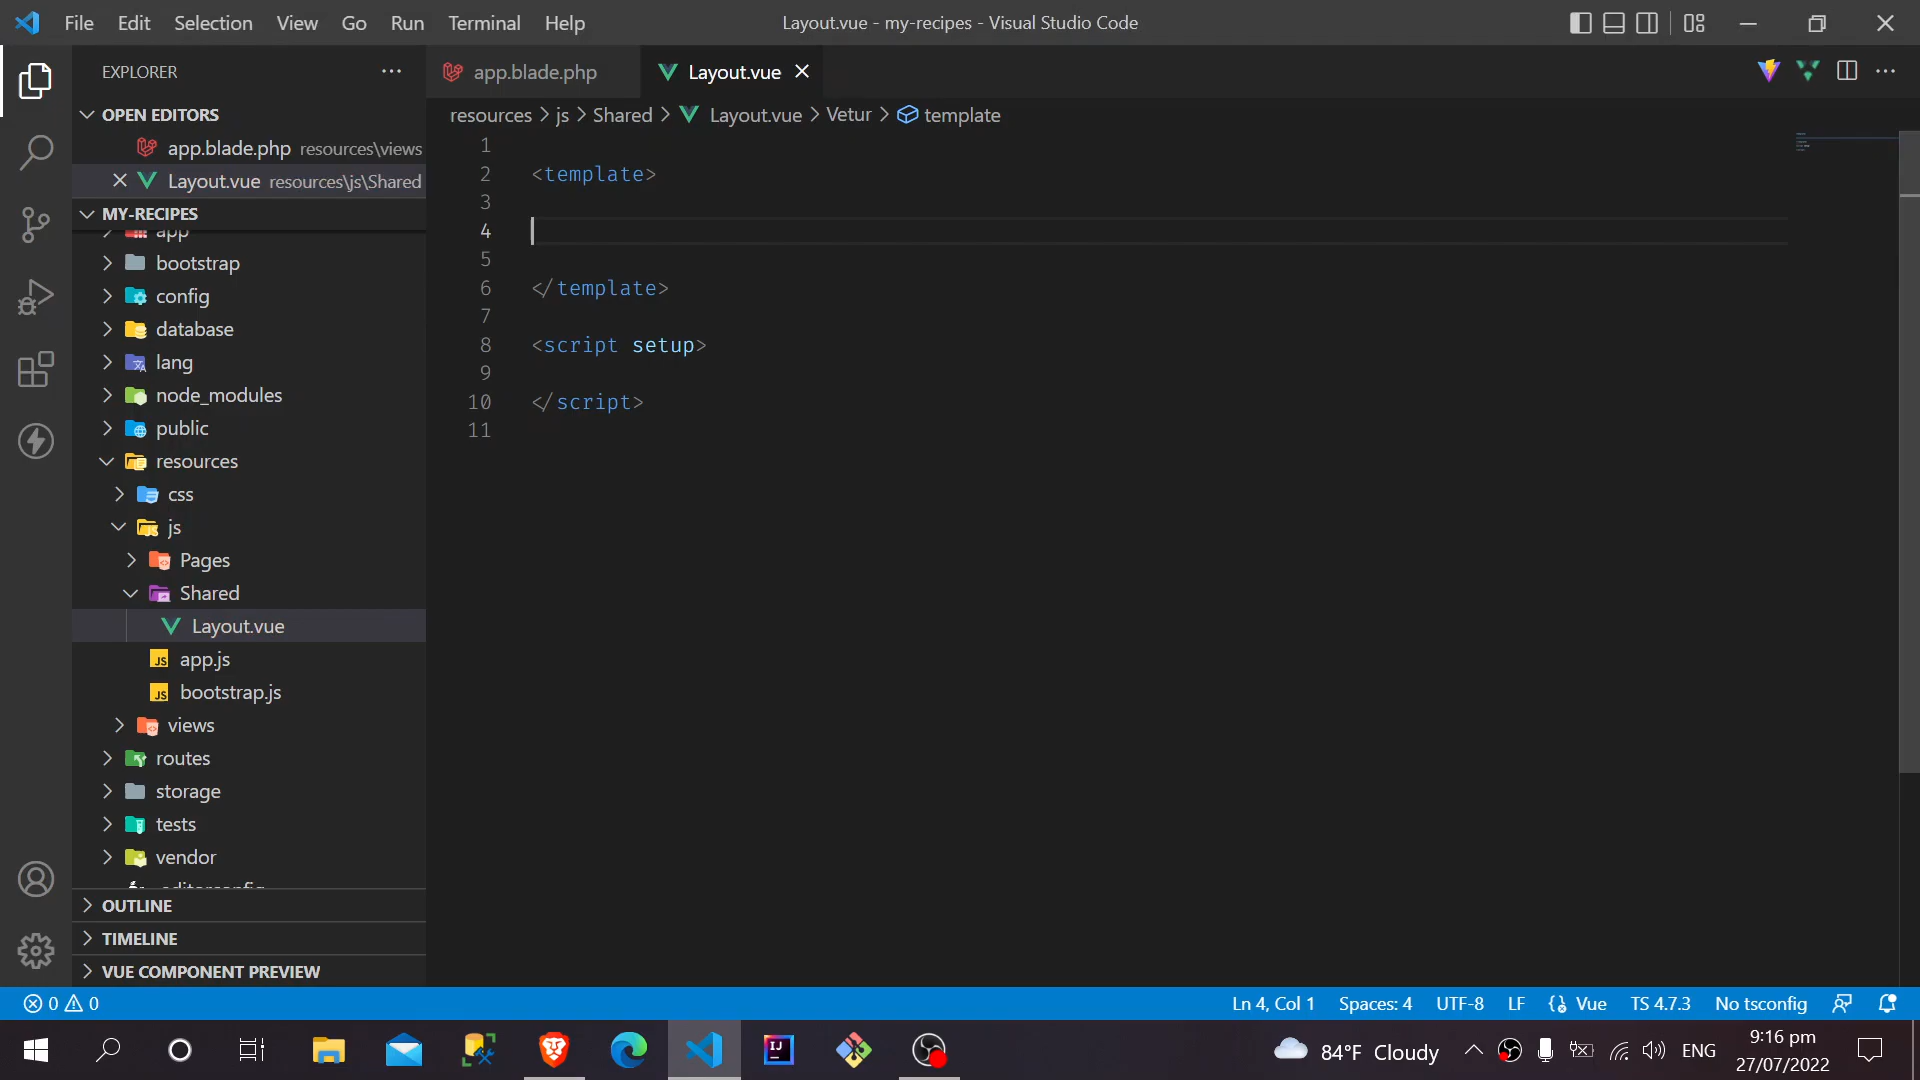 File Edit Selection View Go Run Terminal Help
Layout.vue - my-recipes - Visual Studio Code
EXPLORER
OPEN EDITORS
app.blade.php resources\views
Layout.vue resources\js\Shared
MY-RECIPES
app
bootstrap
config
database
lang
node_modules
public
resources
css
js
Pages
Shared
Layout.vue
app.js
bootstrap.js
views
routes
storage
tests
vendor
.editorconfig
OUTLINE
TIMELINE
VUE COMPONENT PREVIEW
app.blade.php
Layout.vue
resources > js > Shared > Layout.vue > Vetur > template
1
2 <template>
3
4
5
6 </template>
7
8 <script setup>
9
10 </script>
11
0 0
Ln 4, Col 1 Spaces: 4 UTF-8 LF Vue TS 4.7.3 No tsconfig
84°F Cloudy
ENG
9:16 pm
27/07/2022